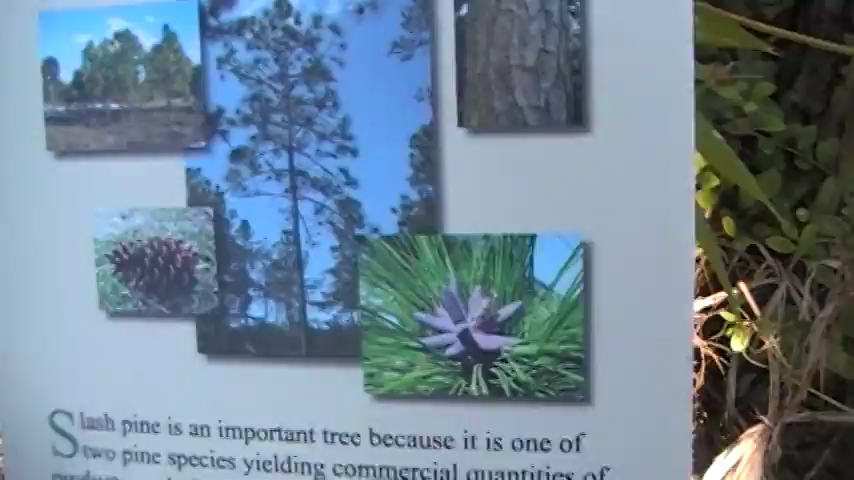 Slash pine is an important tree because it is one of
two pine species yielding commercial quantities of